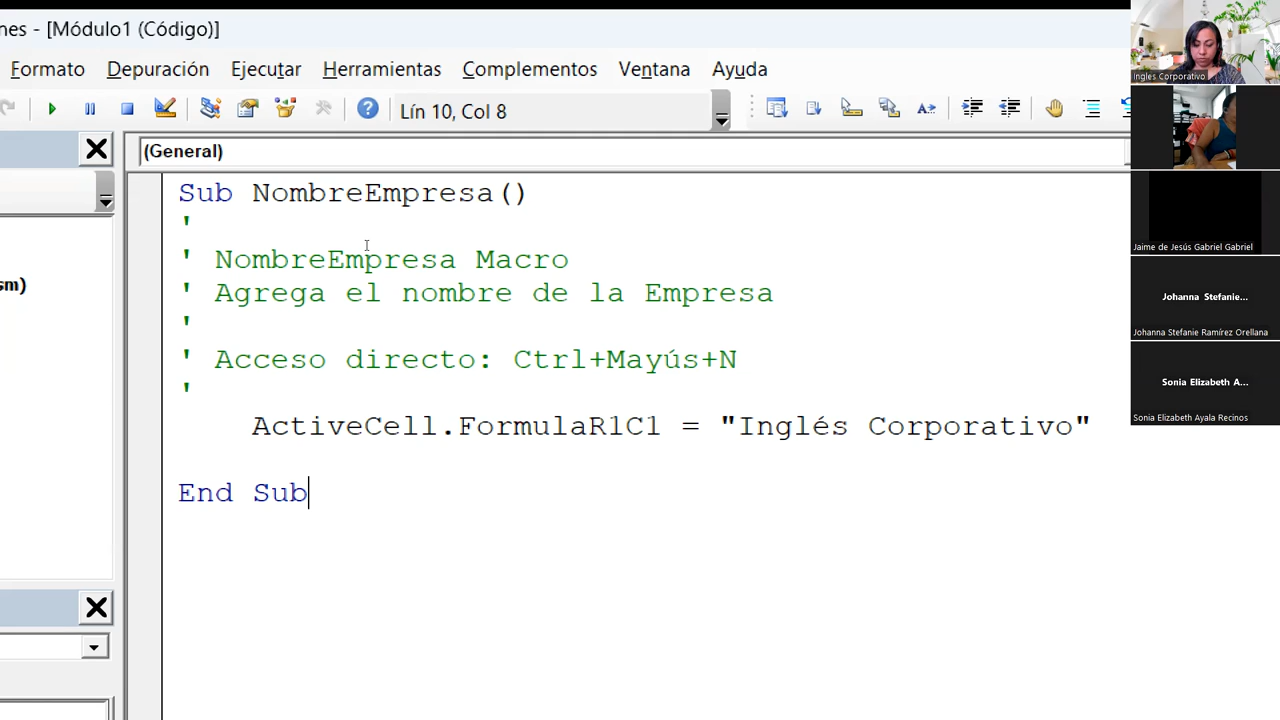 nes - [Módulo1 (Código)]
Formato Depuración Ejecutar Herramientas Complementos Ventana Ayuda
Lín 10, Col 8
(General)
Sub NombreEmpresa()
'
' NombreEmpresa Macro
' Agrega el nombre de la Empresa
'
' Acceso directo: Ctrl+Mayús+N
'
ActiveCell.FormulaR1C1 = "Inglés Corporativo"
End Sub
sm)
Ingles Corporativo
Jaime de Jesús Gabriel Gabriel
Johanna Stefanie...
Johanna Stefanie Ramírez Orellana
Sonia Elizabeth A...
Sonia Elizabeth Ayala Recinos